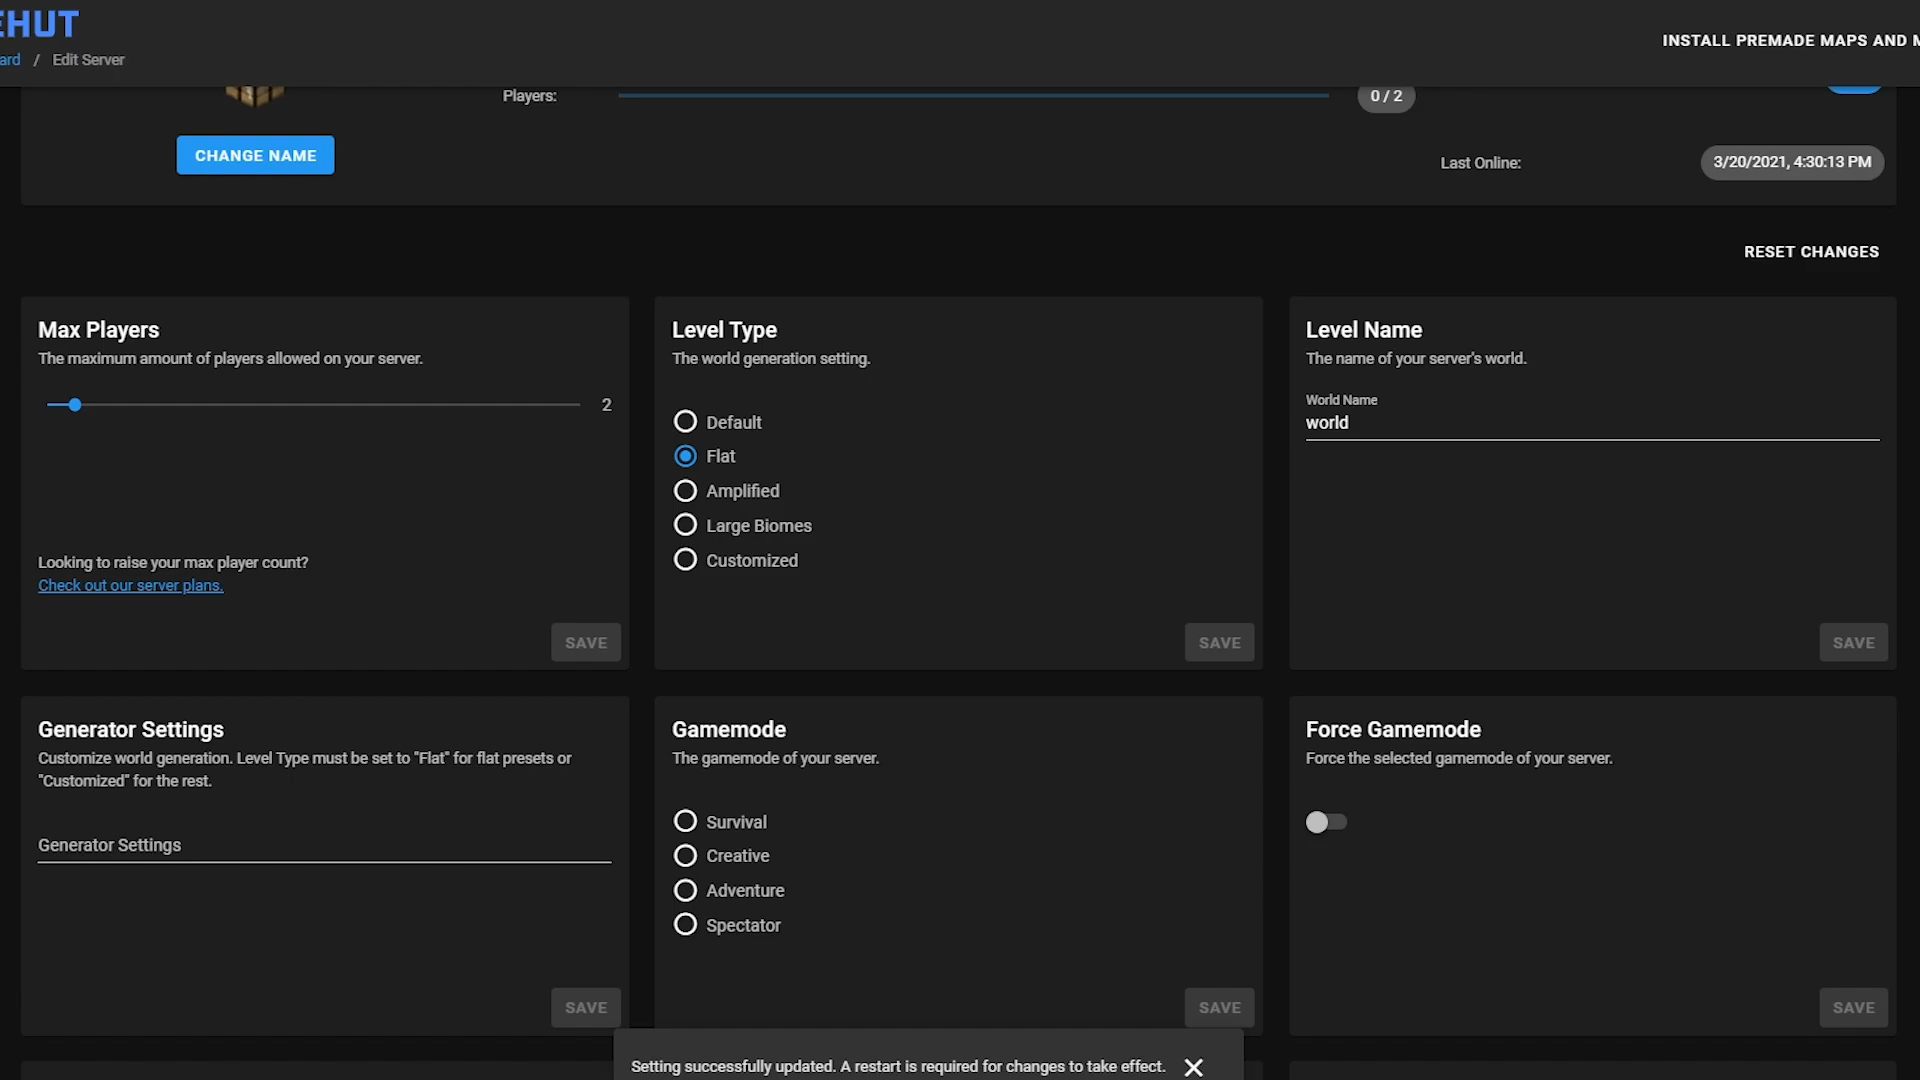 EHUT
INSTALL PREMADE MAPS AND
ard / Edit Server
Players:
0 / 2
CHANGE NAME
Last Online:
3/20/2021, 4:30:13 PM
RESET CHANGES
Max Players
The maximum amount of players allowed on your server.
2
Looking to raise your max player count?
Check out our server plans.
SAVE
Level Type
The world generation setting.
Default
Flat
Amplified
Large Biomes
Customized
SAVE
Level Name
The name of your server's world.
World Name
world
SAVE
Generator Settings
Customize world generation. Level Type must be set to "Flat" for flat presets or
"Customized" for the rest.
Generator Settings
SAVE
Gamemode
The gamemode of your server.
Survival
Creative
Adventure
Spectator
SAVE
Force Gamemode
Force the selected gamemode of your server.
SAVE
Setting successfully updated. A restart is required for changes to take effect.